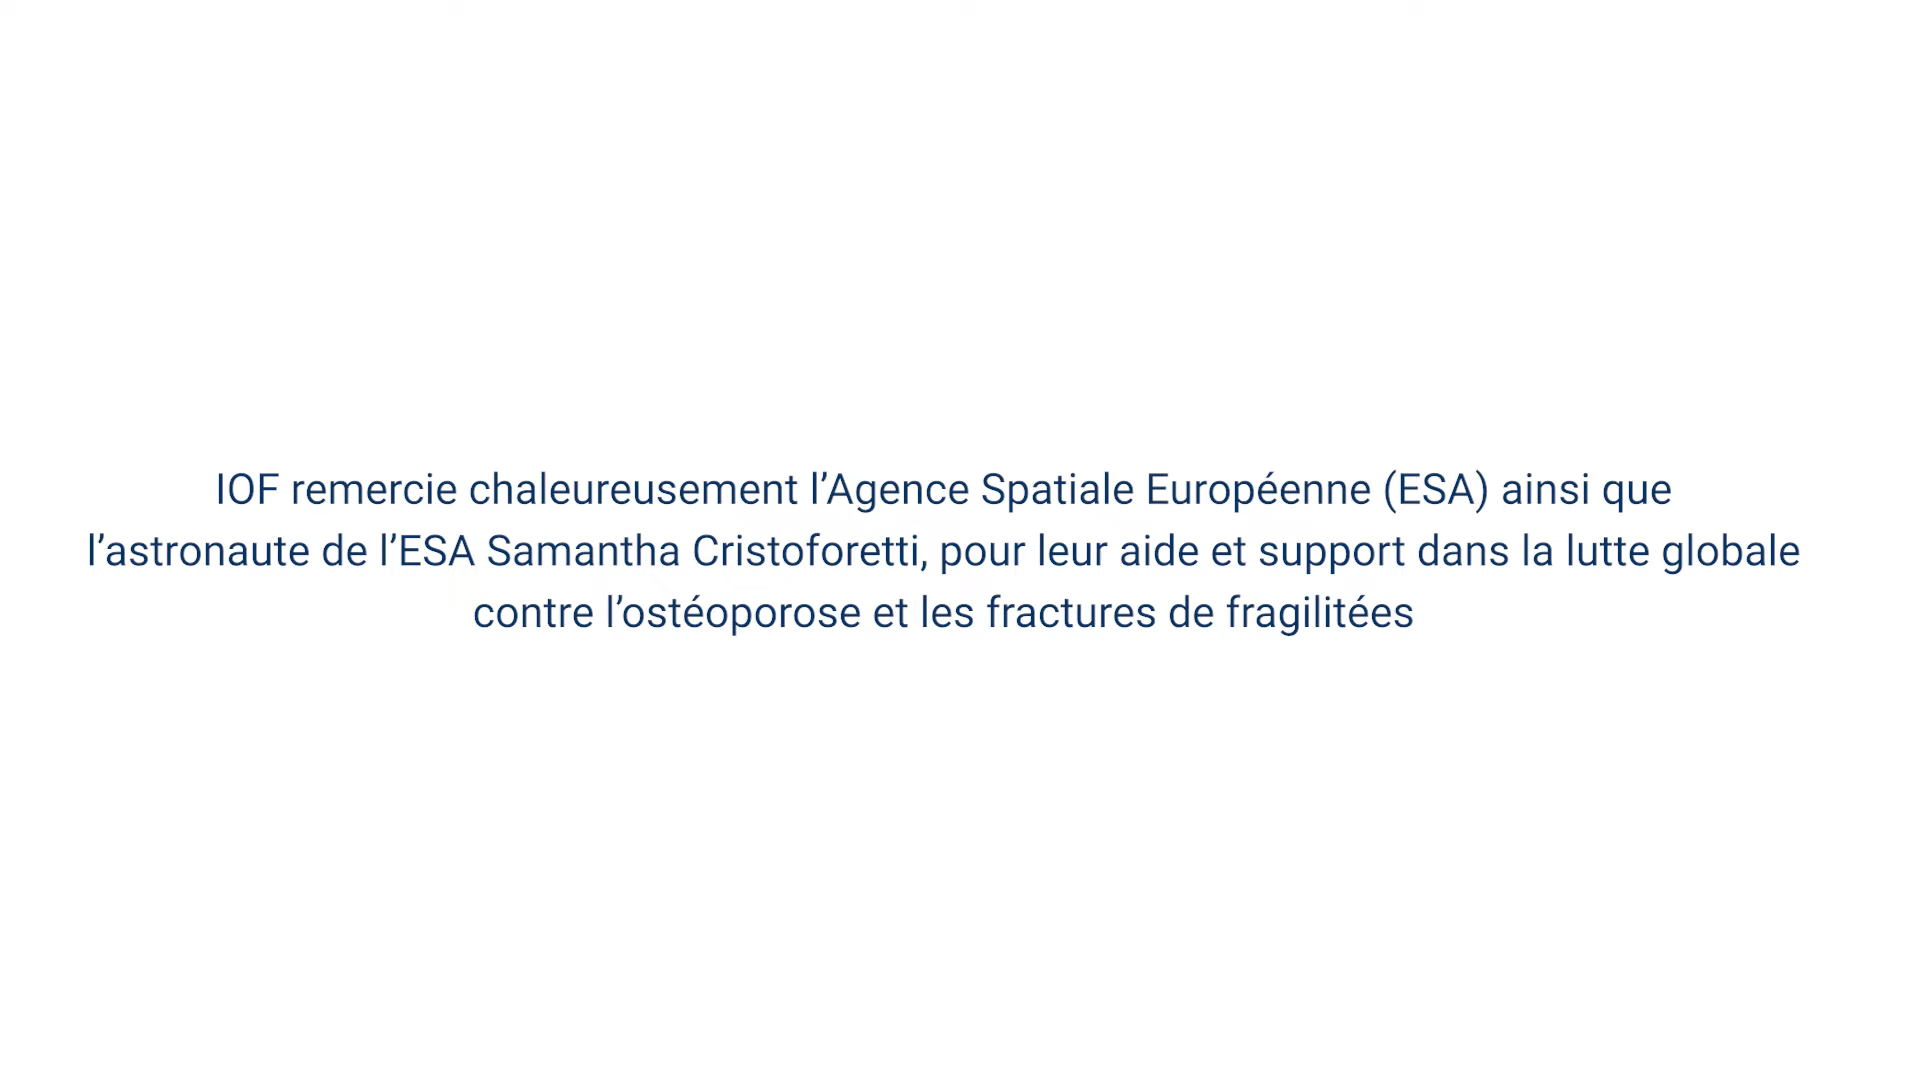 IOF remercie chaleureusement l’Agence Spatiale Européenne (ESA) ainsi que
l’astronaute de l’ESA Samantha Cristoforetti, pour leur aide et support dans la lutte globale
contre l’ostéoporose et les fractures de fragilitées